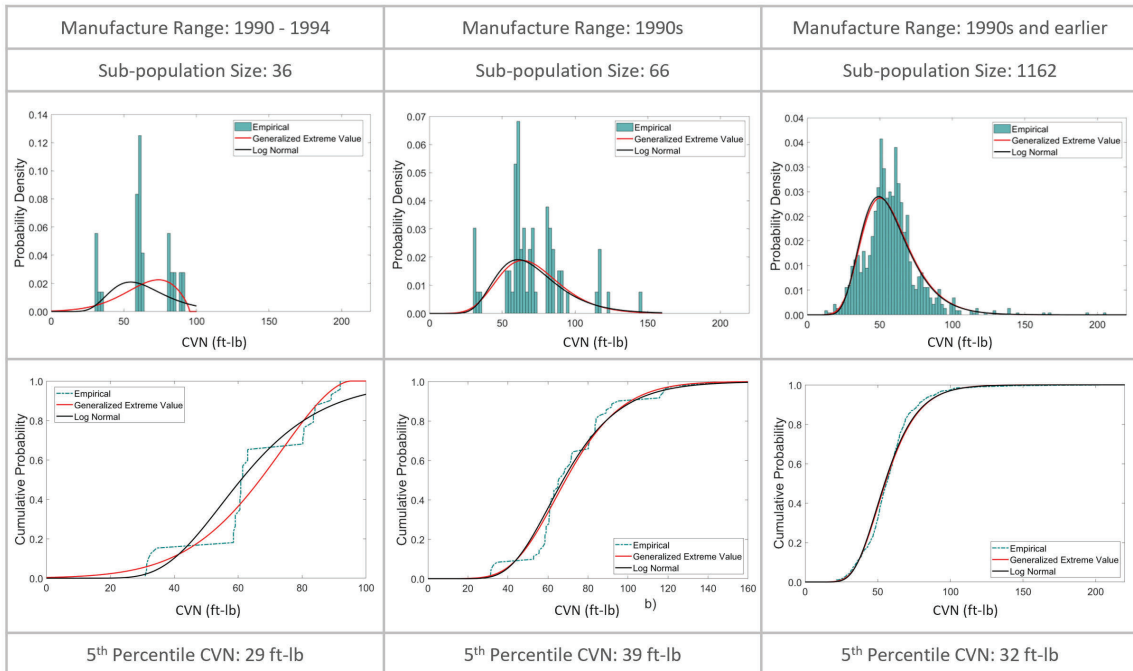 Manufacture Range: 1990 - 1994
Manufacture Range: 1990s
Manufacture Range: 1990s and earlier
Sub-population Size: 36
Sub-population Size: 66
Sub-population Size: 1162
0.14
0.12
0.10
0.08
0.06
0.04
0.02
0.00
Probability Density
Empirical
Generalized Extreme Value
Log Normal
0 50 100 150 200
CVN (ft-lb)
0.07
0.06
0.05
0.04
0.03
0.02
0.01
0.00
Probability Density
Empirical
Generalized Extreme Value
Log Normal
0 50 100 150 200
CVN (ft-lb)
0.04
0.04
0.03
0.03
0.02
0.02
0.01
0.01
0.00
Probability Density
Empirical
Generalized Extreme Value
Log Normal
0 50 100 150 200
CVN (ft-lb)
1.0
0.8
0.6
0.4
0.2
0.0
Cumulative Probability
Empirical
Generalized Extreme Value
Log Normal
0 20 40 60 80 100
CVN (ft-lb)
1.0
0.8
0.6
0.4
0.2
0.0
Cumulative Probability
Empirical
Generalized Extreme Value
Log Normal
0 20 40 60 80 100 120 140 160
CVN (ft-lb)
b)
1.0
0.8
0.6
0.4
0.2
0.0
Cumulative Probability
Empirical
Generalized Extreme Value
Log Normal
0 50 100 150 200
CVN (ft-lb)
5th Percentile CVN: 29 ft-lb
5th Percentile CVN: 39 ft-lb
5th Percentile CVN: 32 ft-lb